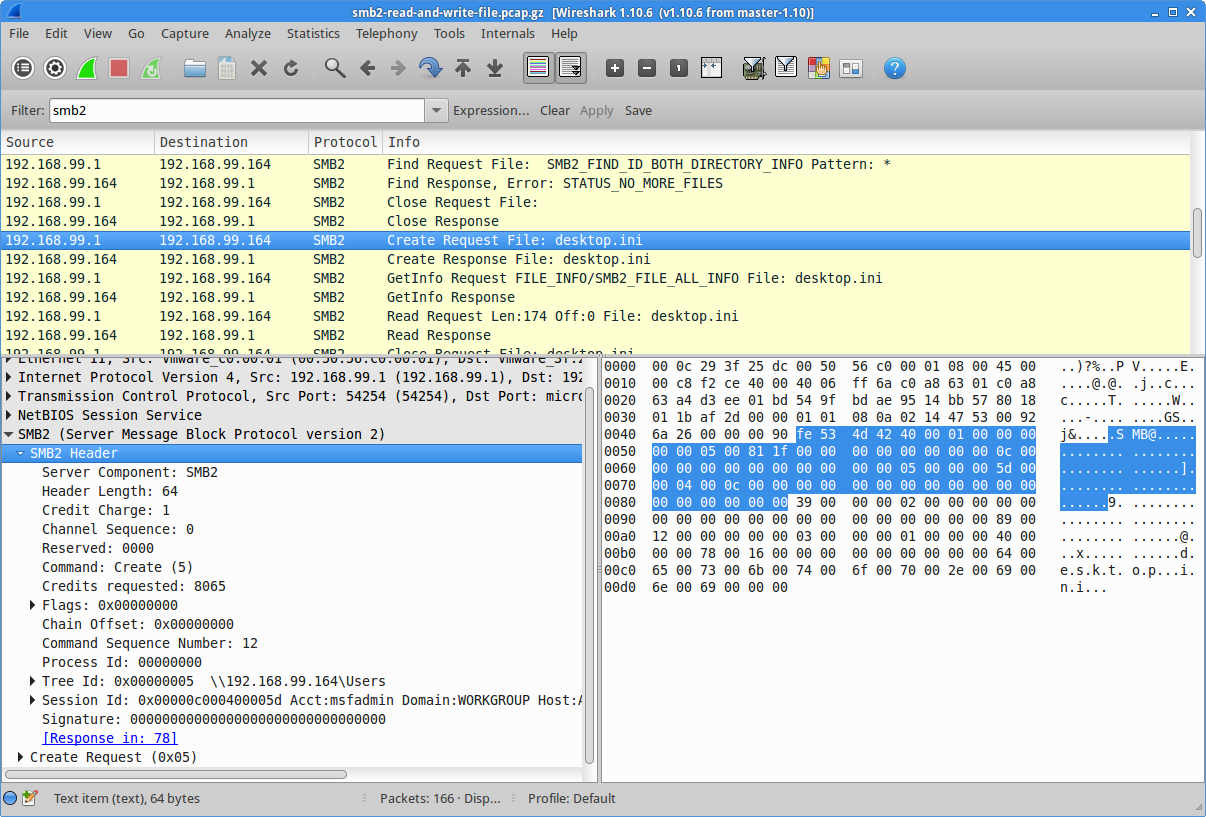 smb2-read-and-write-file.pcap.gz [Wireshark 1.10.6 (v1.10.6 from master-1.10)]
File Edit View Go Capture Analyze Statistics Telephony Tools Internals Help
1
?
Filter: smb2 Expression... Clear Apply Save
Source Destination Protocol Info
192.168.99.1 192.168.99.164 SMB2 Find Request File: SMB2_FIND_ID_BOTH_DIRECTORY_INFO Pattern: *
192.168.99.164 192.168.99.1 SMB2 Find Response, Error: STATUS_NO_MORE_FILES
192.168.99.1 192.168.99.164 SMB2 Close Request File:
192.168.99.164 192.168.99.1 SMB2 Close Response
192.168.99.1 192.168.99.164 SMB2 Create Request File: desktop.ini
192.168.99.164 192.168.99.1 SMB2 Create Response File: desktop.ini
192.168.99.1 192.168.99.164 SMB2 GetInfo Request FILE_INFO/SMB2_FILE_ALL_INFO File: desktop.ini
192.168.99.164 192.168.99.1 SMB2 GetInfo Response
192.168.99.1 192.168.99.164 SMB2 Read Request Len:174 Off:0 File: desktop.ini
192.168.99.164 192.168.99.1 SMB2 Read Response
192.168.99.1 192.168.99.164 SMB2 Close Request File: desktop.ini
Ethernet II, Src: Vmware_c0:00:01 (00:50:56:c0:00:01), Dst: Vmware_3f:2
Internet Protocol Version 4, Src: 192.168.99.1 (192.168.99.1), Dst: 192
Transmission Control Protocol, Src Port: 54254 (54254), Dst Port: micro
NetBIOS Session Service
SMB2 (Server Message Block Protocol version 2)
SMB2 Header
Server Component: SMB2
Header Length: 64
Credit Charge: 1
Channel Sequence: 0
Reserved: 0000
Command: Create (5)
Credits requested: 8065
Flags: 0x00000000
Chain Offset: 0x00000000
Command Sequence Number: 12
Process Id: 00000000
Tree Id: 0x00000005 \\192.168.99.164\Users
Session Id: 0x00000c000400005d Acct:msfadmin Domain:WORKGROUP Host:A
Signature: 00000000000000000000000000000000
[Response in: 78]
Create Request (0x05)
0000 00 0c 29 3f 25 dc 00 50 56 c0 00 01 08 00 45 00 ..)?%..P V.....E.
0010 00 c8 f2 ce 40 00 40 06 ff 6a c0 a8 63 01 c0 a8 ....@.@. .j..c...
0020 63 a4 d3 ee 01 bd 54 9f bd ae 95 14 bb 57 80 18 c.....T. .....W..
0030 01 1b af 2d 00 00 01 01 08 0a 02 14 47 53 00 92 ...-.... ....GS..
0040 6a 26 00 00 00 90 fe 53 4d 42 40 00 01 00 00 00 j&.....S MB@.....
0050 00 00 05 00 81 1f 00 00 00 00 00 00 00 00 0c 00 ........ ........
0060 00 00 00 00 00 00 00 00 00 00 05 00 00 00 5d 00 ........ ......].
0070 00 04 00 0c 00 00 00 00 00 00 00 00 00 00 00 00 ........ ........
0080 00 00 00 00 00 00 39 00 00 00 02 00 00 00 00 00 ......9. ........
0090 00 00 00 00 00 00 00 00 00 00 00 00 00 00 89 00 ........ ........
00a0 12 00 00 00 00 00 03 00 00 00 01 00 00 00 40 00 ........ ......@.
00b0 00 00 78 00 16 00 00 00 00 00 00 00 00 00 64 00 ..x..... ......d.
00c0 65 00 73 00 6b 00 74 00 6f 00 70 00 2e 00 69 00 e.s.k.t. o.p...i.
00d0 6e 00 69 00 00 00 n.i...
Text item (text), 64 bytes Packets: 166 · Disp... Profile: Default